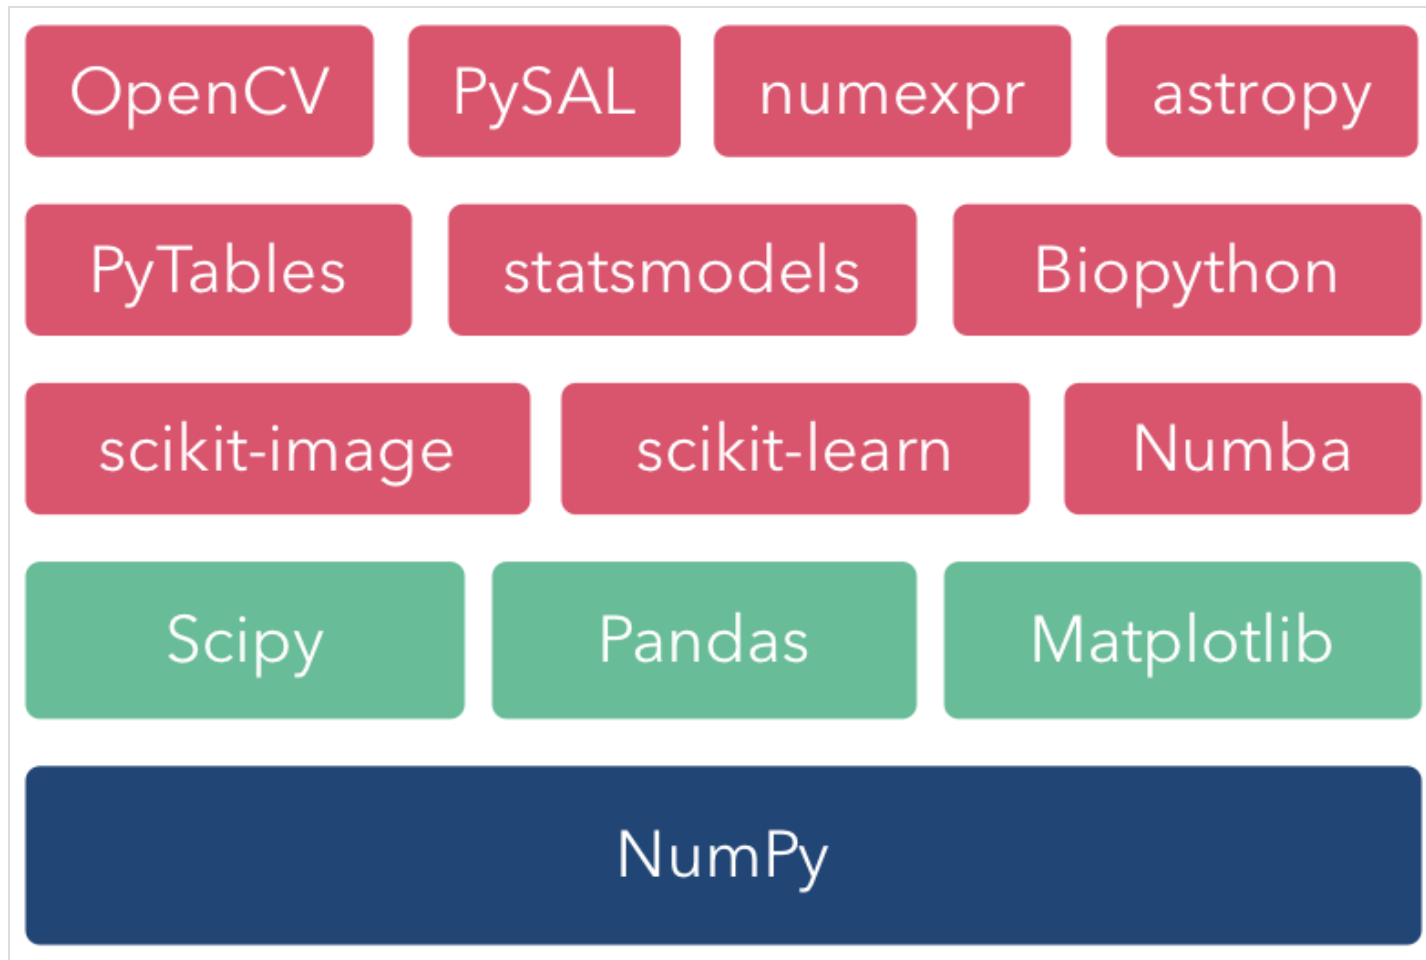 OpenCV PySAL numexpr astropy
PyTables statsmodels Biopython
scikit-image scikit-learn Numba
Scipy Pandas Matplotlib
NumPy